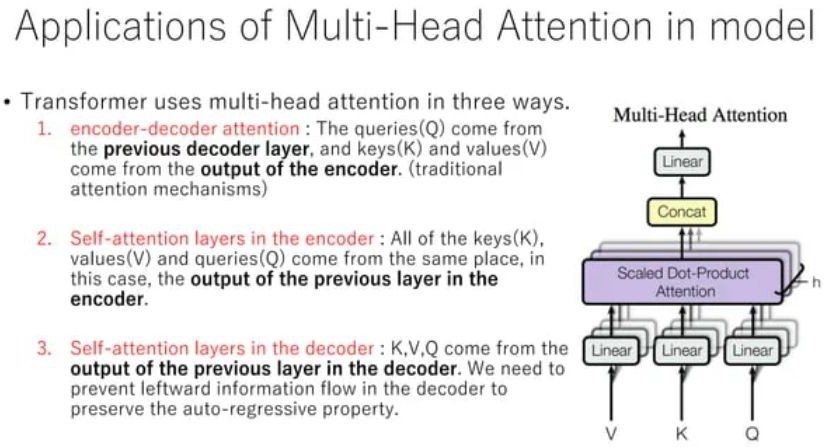 Applications of Multi-Head Attention in model
• Transformer uses multi-head attention in three ways.
1. encoder-decoder attention : The queries(Q) come from
the previous decoder layer, and keys(K) and values(V)
come from the output of the encoder. (traditional
attention mechanisms)
2. Self-attention layers in the encoder : All of the keys(K),
values(V) and queries(Q) come from the same place, in
this case, the output of the previous layer in the
encoder.
3. Self-attention layers in the decoder : K,V,Q come from the
output of the previous layer in the decoder. We need to
prevent leftward information flow in the decoder to
preserve the auto-regressive property.
Multi-Head Attention
Linear
Concat
Scaled Dot-Product
Attention
h
Linear Linear Linear
V K Q